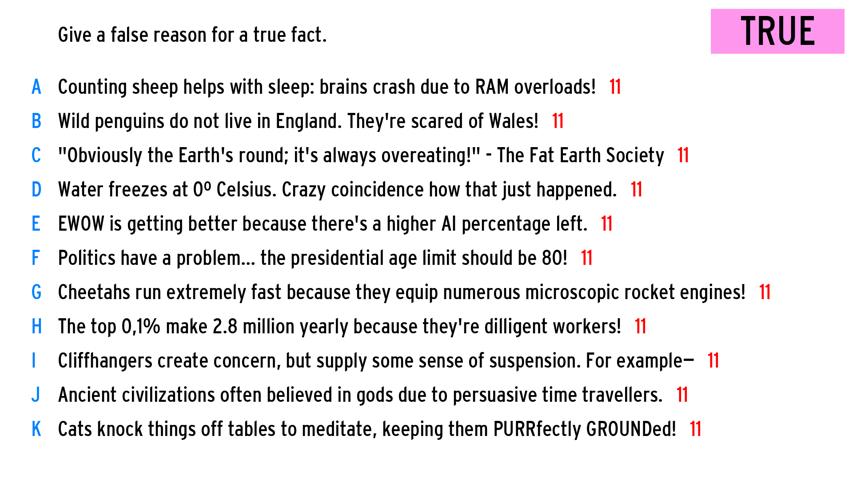 Give a false reason for a true fact.
TRUE
A Counting sheep helps with sleep: brains crash due to RAM overloads! 11
B Wild penguins do not live in England. They're scared of Wales! 11
C "Obviously the Earth's round; it's always overeating!" - The Fat Earth Society 11
D Water freezes at 0º Celsius. Crazy coincidence how that just happened. 11
E EWOW is getting better because there's a higher AI percentage left. 11
F Politics have a problem... the presidential age limit should be 80! 11
G Cheetahs run extremely fast because they equip numerous microscopic rocket engines! 11
H The top 0,1% make 2.8 million yearly because they're dilligent workers! 11
I Cliffhangers create concern, but supply some sense of suspension. For example— 11
J Ancient civilizations often believed in gods due to persuasive time travellers. 11
K Cats knock things off tables to meditate, keeping them PURRfectly GROUNDed! 11